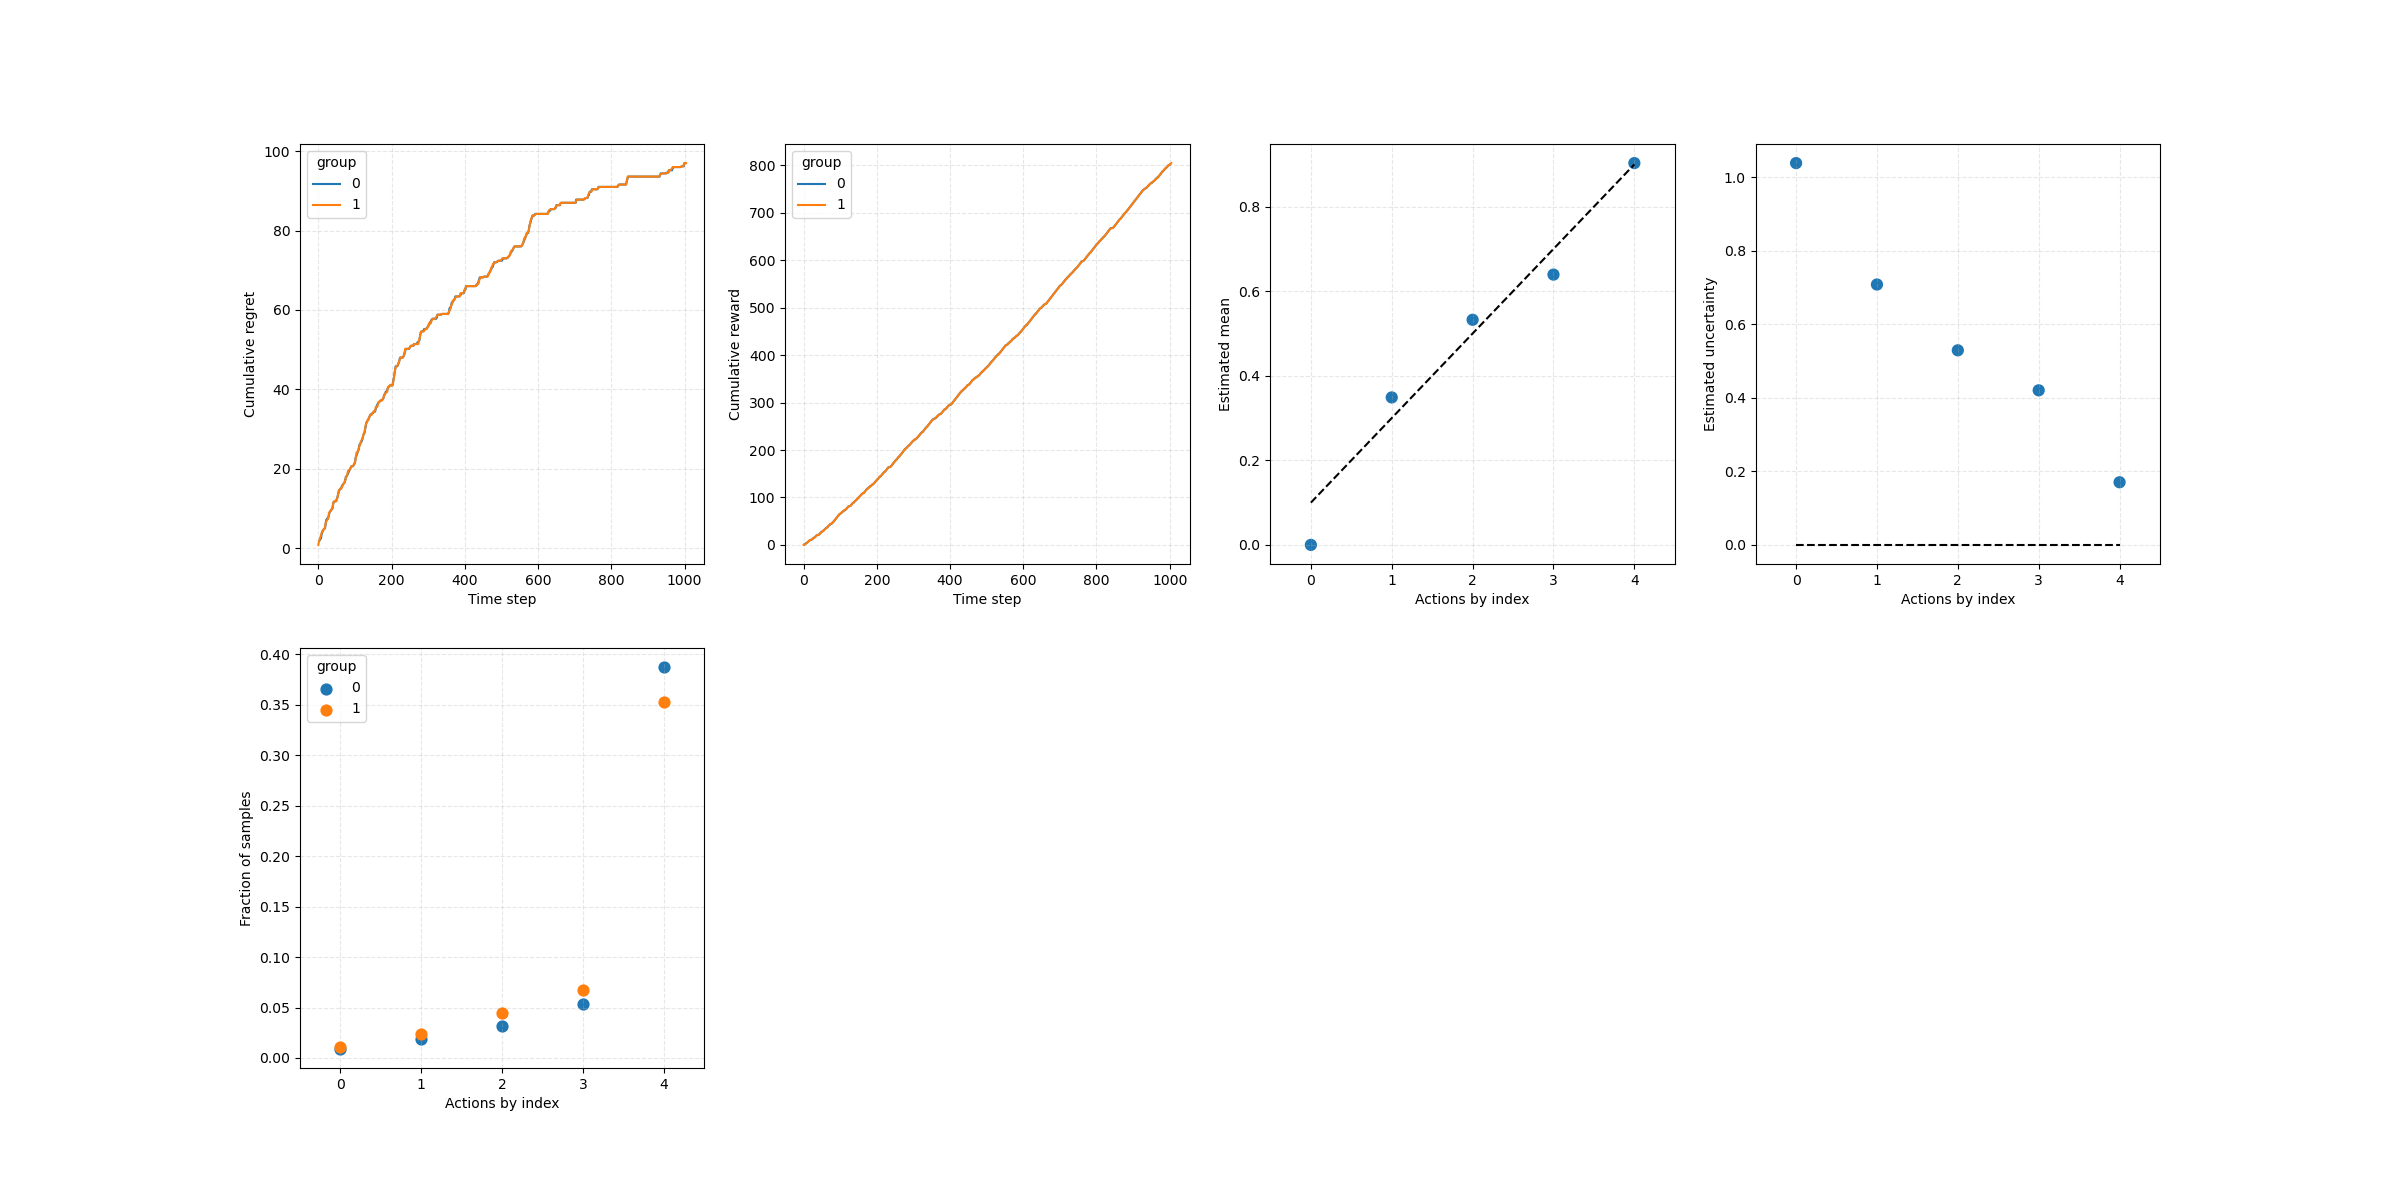 group
0
1
100
80
60
40
20
0
Cumulative regret
0 200 400 600 800 1000
Time step
group
0
1
800
700
600
500
400
300
200
100
0
Cumulative reward
0 200 400 600 800 1000
Time step
0.8
0.6
0.4
0.2
0.0
Estimated mean
0 1 2 3 4
Actions by index
1.0
0.8
0.6
0.4
0.2
0.0
Estimated uncertainty
0 1 2 3 4
Actions by index
group
0
1
0.40
0.35
0.30
0.25
0.20
0.15
0.10
0.05
0.00
Fraction of samples
0 1 2 3 4
Actions by index